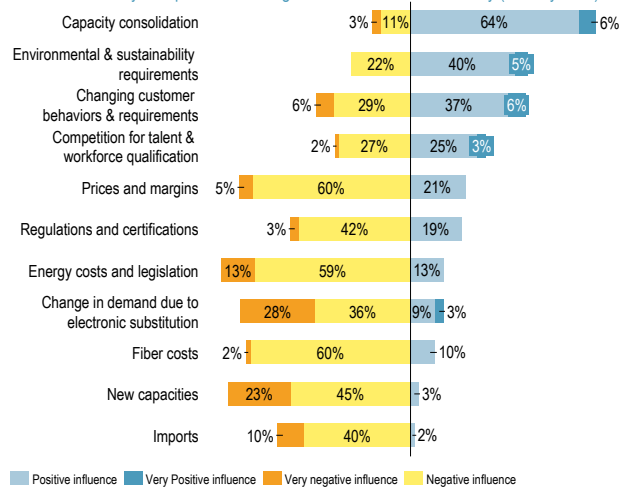 Capacity consolidation 3% 11% 64% 6%
Environmental & sustainability
requirements 22% 40% 5%
Changing customer
behaviors & requirements 6% 29% 37% 6%
Competition for talent &
workforce qualification 2% 27% 25% 3%
Prices and margins 5% 60% 21%
Regulations and certifications 3% 42% 19%
Energy costs and legislation 13% 59% 13%
Change in demand due to
electronic substitution 28% 36% 9% 3%
Fiber costs 2% 60% 10%
New capacities 23% 45% 3%
Imports 10% 40% 2%
Positive influence Very Positive influence Very negative influence Negative influence